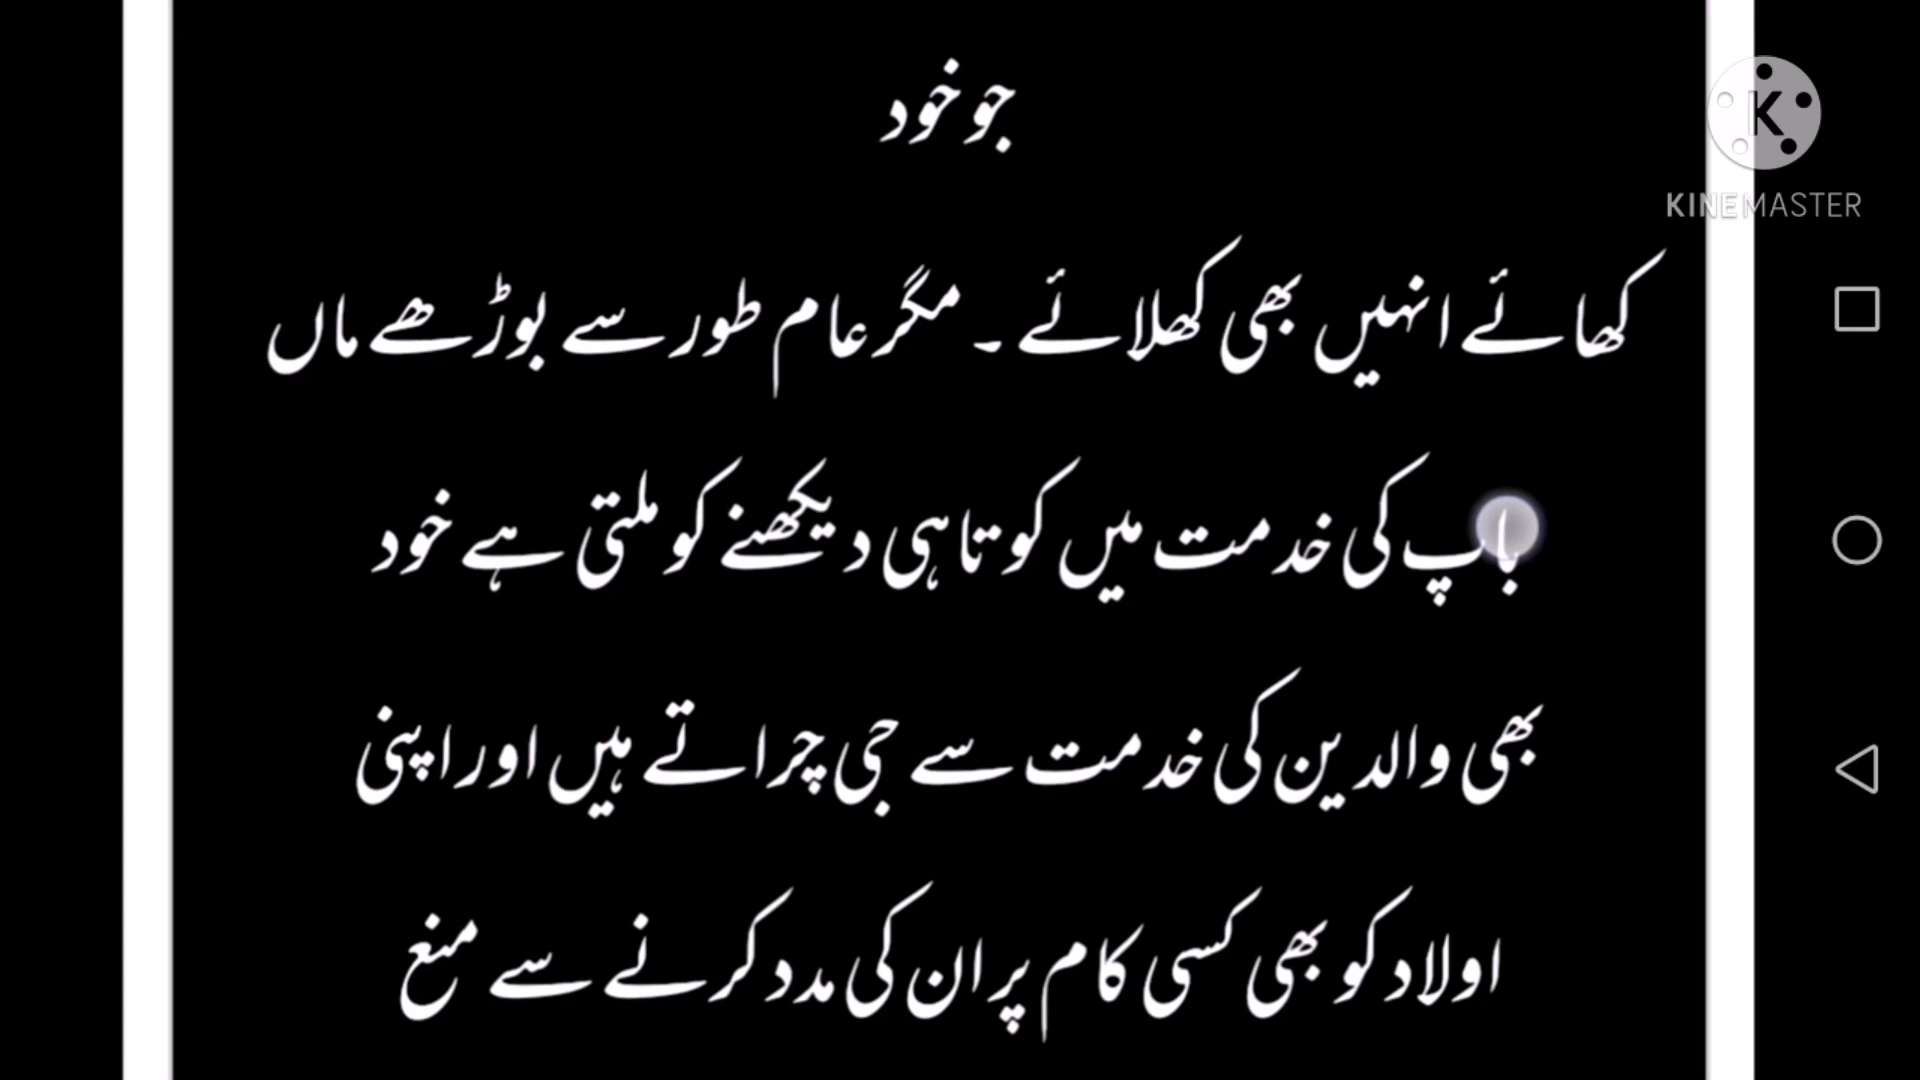 جو خود
KINEMASTER
کھائے انہیں بھی کھلائے ۔ مگر عام طور سے بوڑھے ماں
باپ کی خدمت میں کوتاہی دیکھنے کو ملتی ہے خود
بھی والدین کی خدمت سے جی چراتے ہیں اور اپنی
اولاد کو بھی کسی کام پر ان کی مدد کرنے سے منع